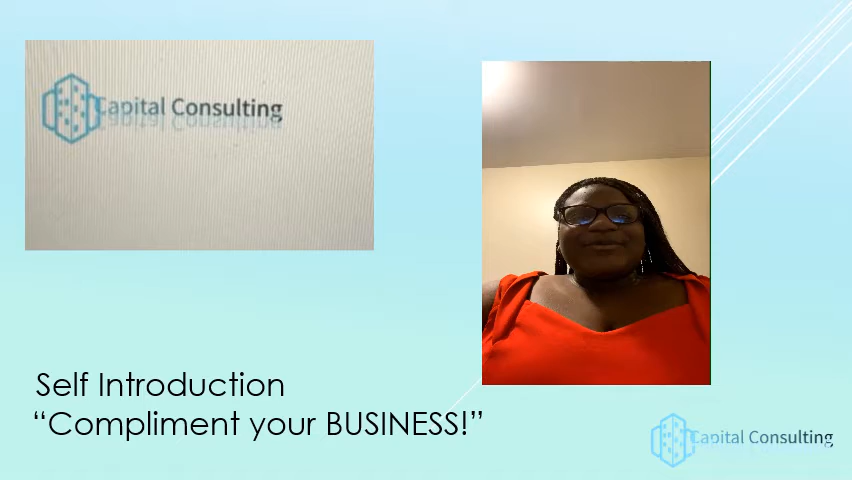 Capital Consulting
Self Introduction
“Compliment your BUSINESS!”
Capital Consulting